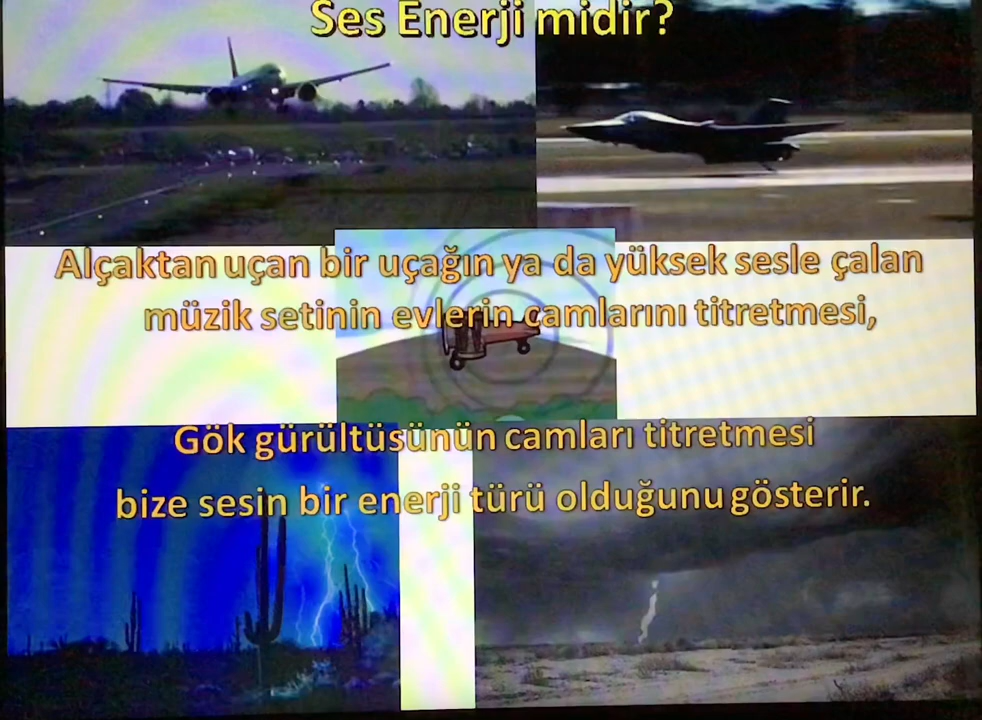 Ses Enerji midir?
Alçaktan uçan bir uçağın ya da yüksek sesle çalan
müzik setinin evlerin camlarını titretmesi,
Gök gürültüsünün camları titretmesi
bize sesin bir enerji türü olduğunu gösterir.